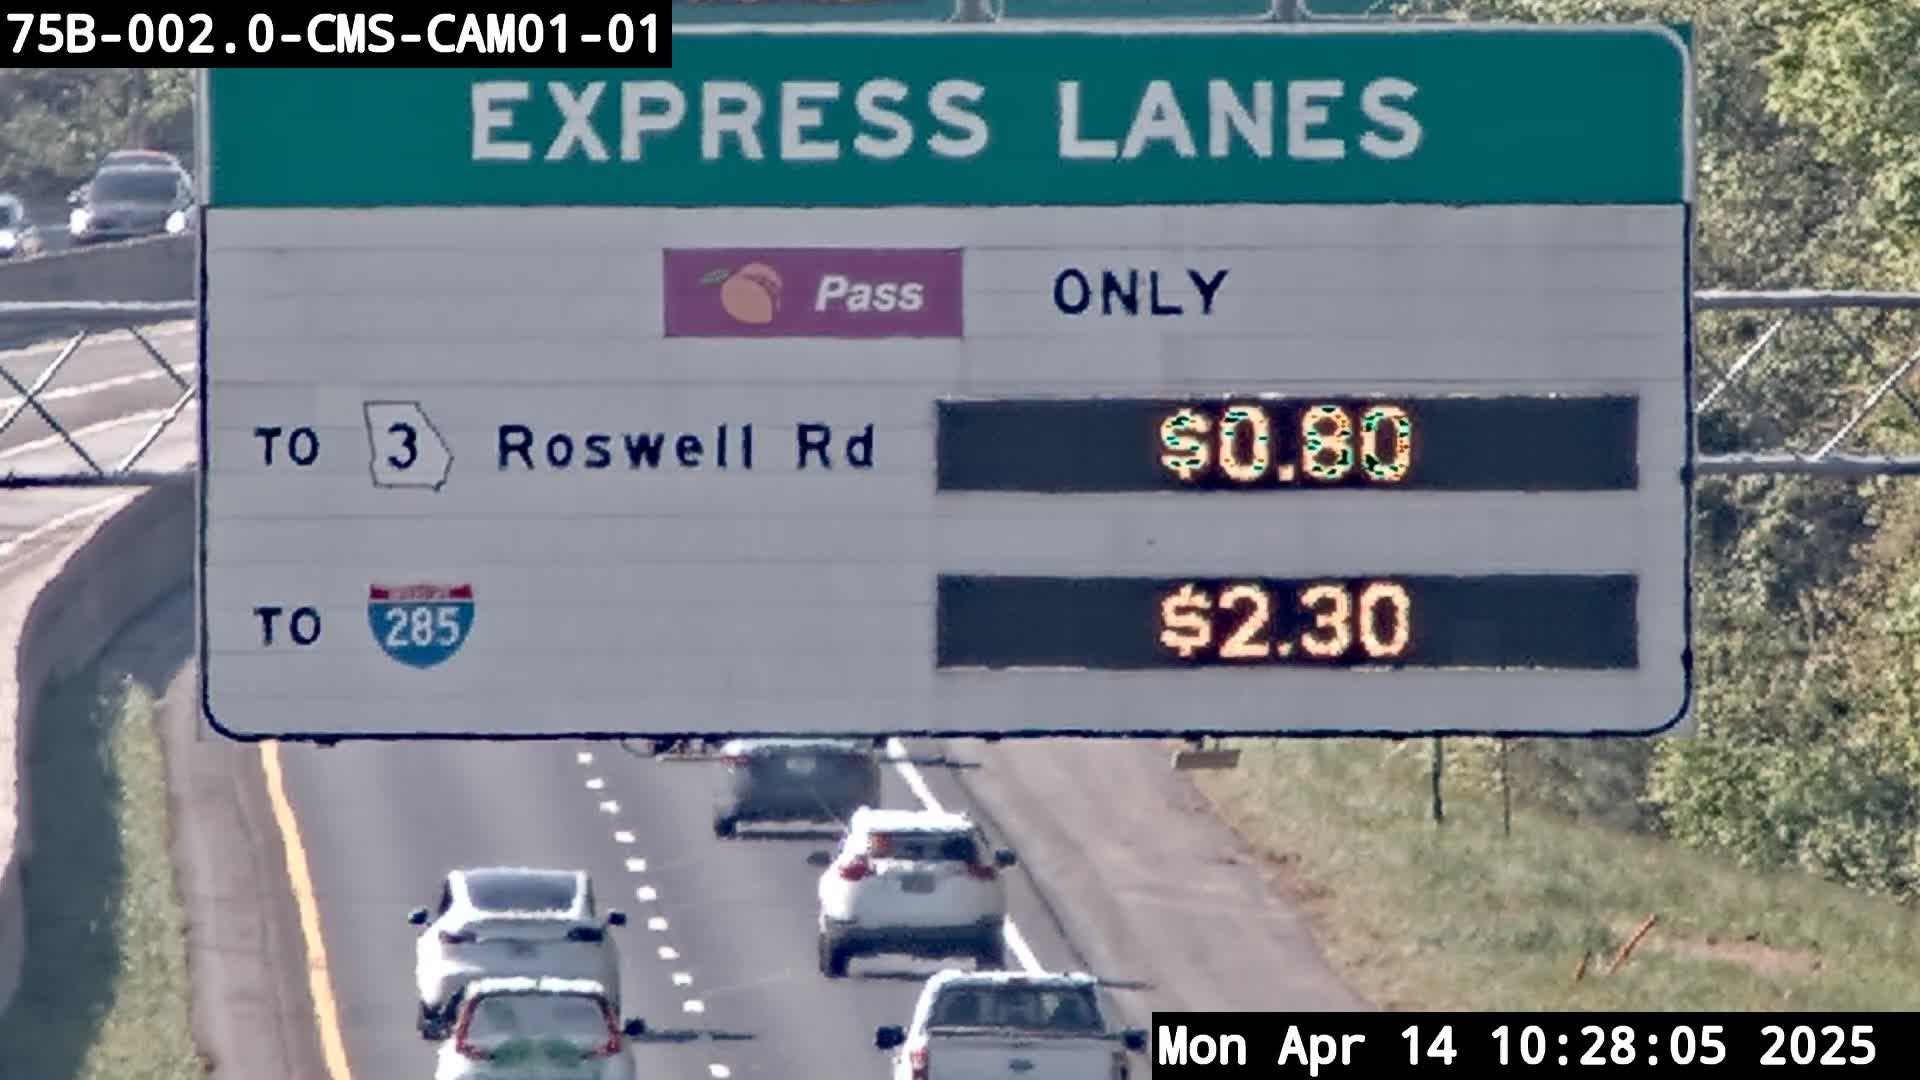 75B-002.0-CMS-CAM01-01
EXPRESS LANES
Pass ONLY
TO 3 Roswell Rd $0.80
TO 285 $2.30
Mon Apr 14 10:28:05 2025